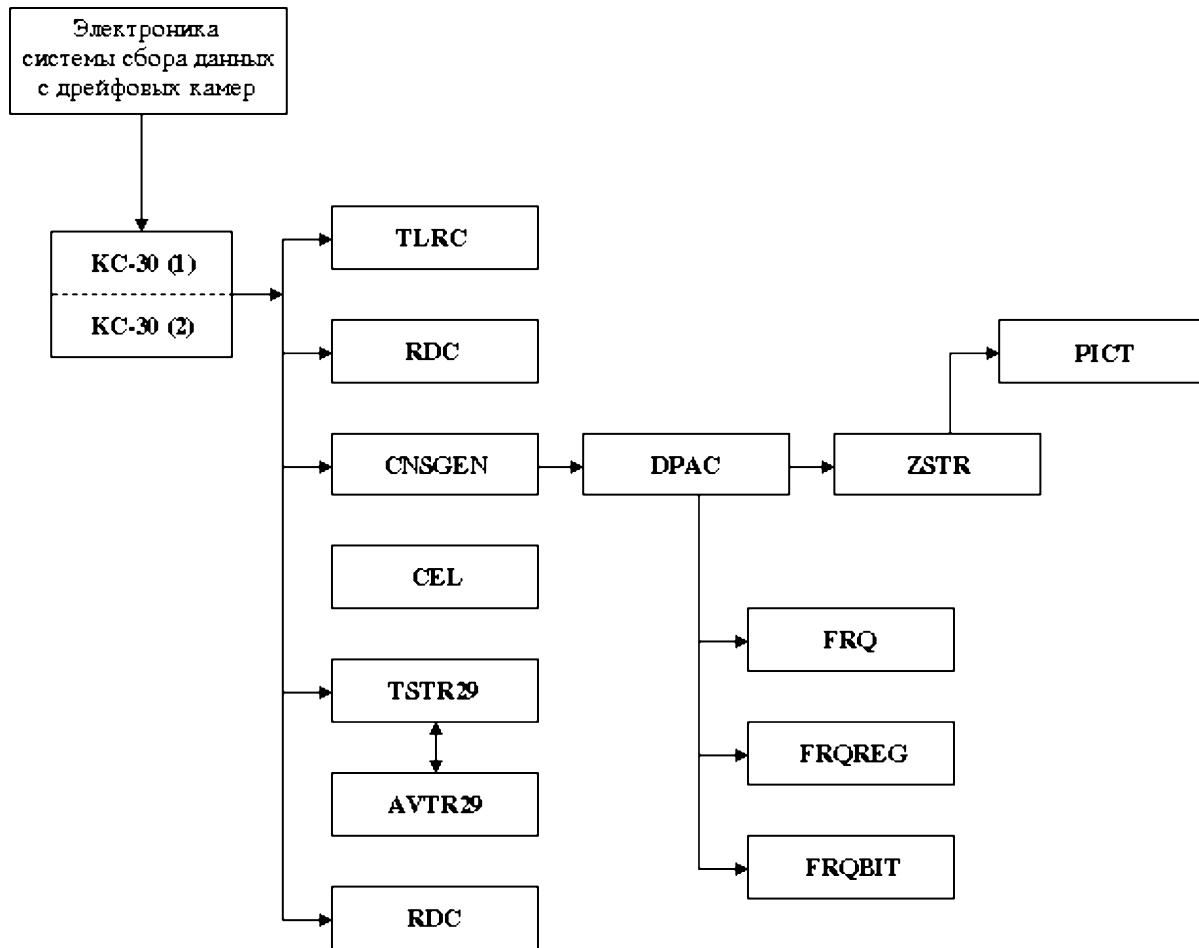 Электроника
системы сбора данных
с дрейфовых камер
КС-30 (1)
КС-30 (2)
TLRC
RDC
PICT
CNSGEN
DPAC
ZSTR
CEL
FRQ
TSTR29
FRQREG
AVTR29
FRQBIT
RDC